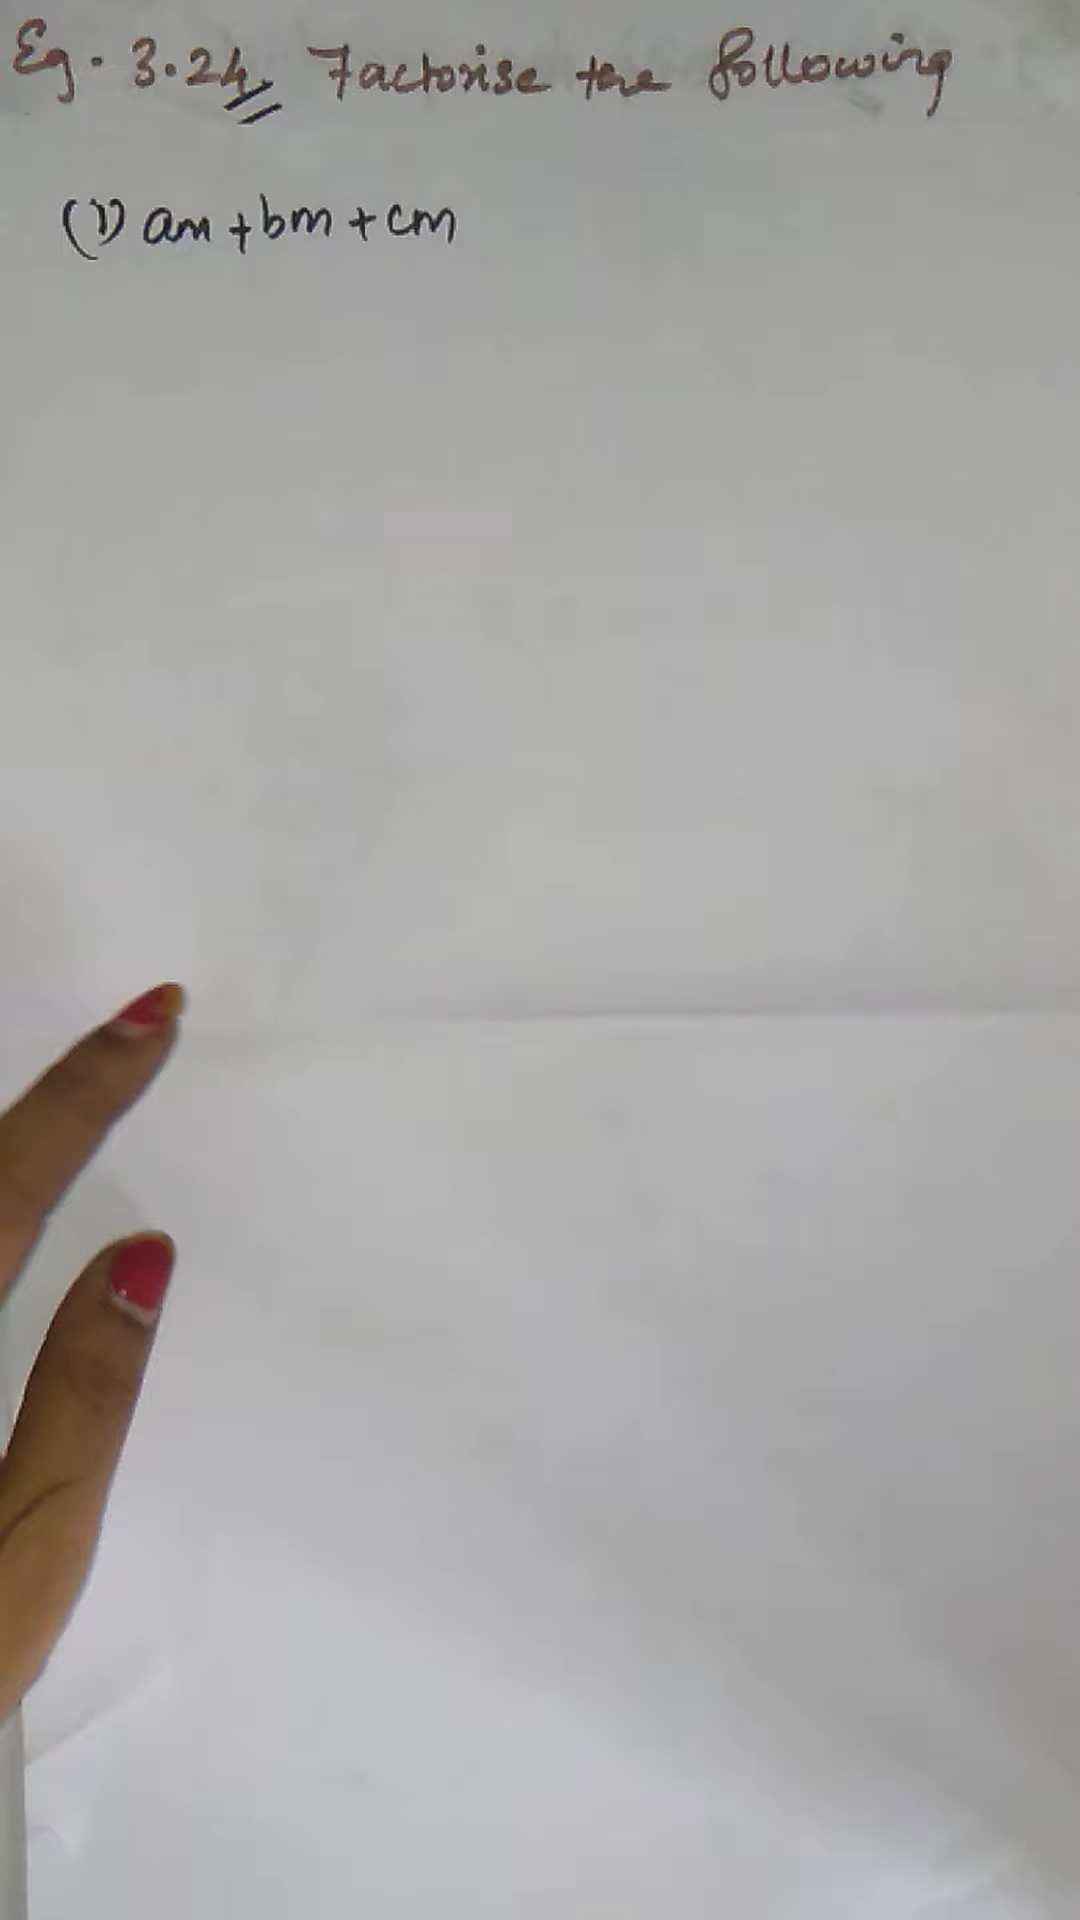 Eg. 3.24, Factorise the following
(i) am + bm + cm